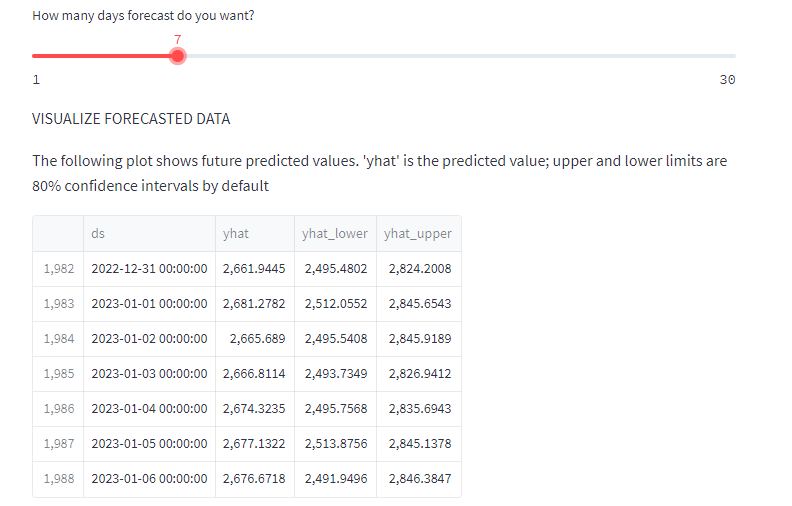 How many days forecast do you want?
7
1 30
VISUALIZE FORECASTED DATA
The following plot shows future predicted values. 'yhat' is the predicted value; upper and lower limits are
80% confidence intervals by default
ds yhat yhat_lower yhat_upper
1,982 2022-12-31 00:00:00 2,661.9445 2,495.4802 2,824.2008
1,983 2023-01-01 00:00:00 2,681.2782 2,512.0552 2,845.6543
1,984 2023-01-02 00:00:00 2,665.689 2,495.5408 2,845.9189
1,985 2023-01-03 00:00:00 2,666.8114 2,493.7349 2,826.9412
1,986 2023-01-04 00:00:00 2,674.3235 2,495.7568 2,835.6943
1,987 2023-01-05 00:00:00 2,677.1322 2,513.8756 2,845.1378
1,988 2023-01-06 00:00:00 2,676.6718 2,491.9496 2,846.3847